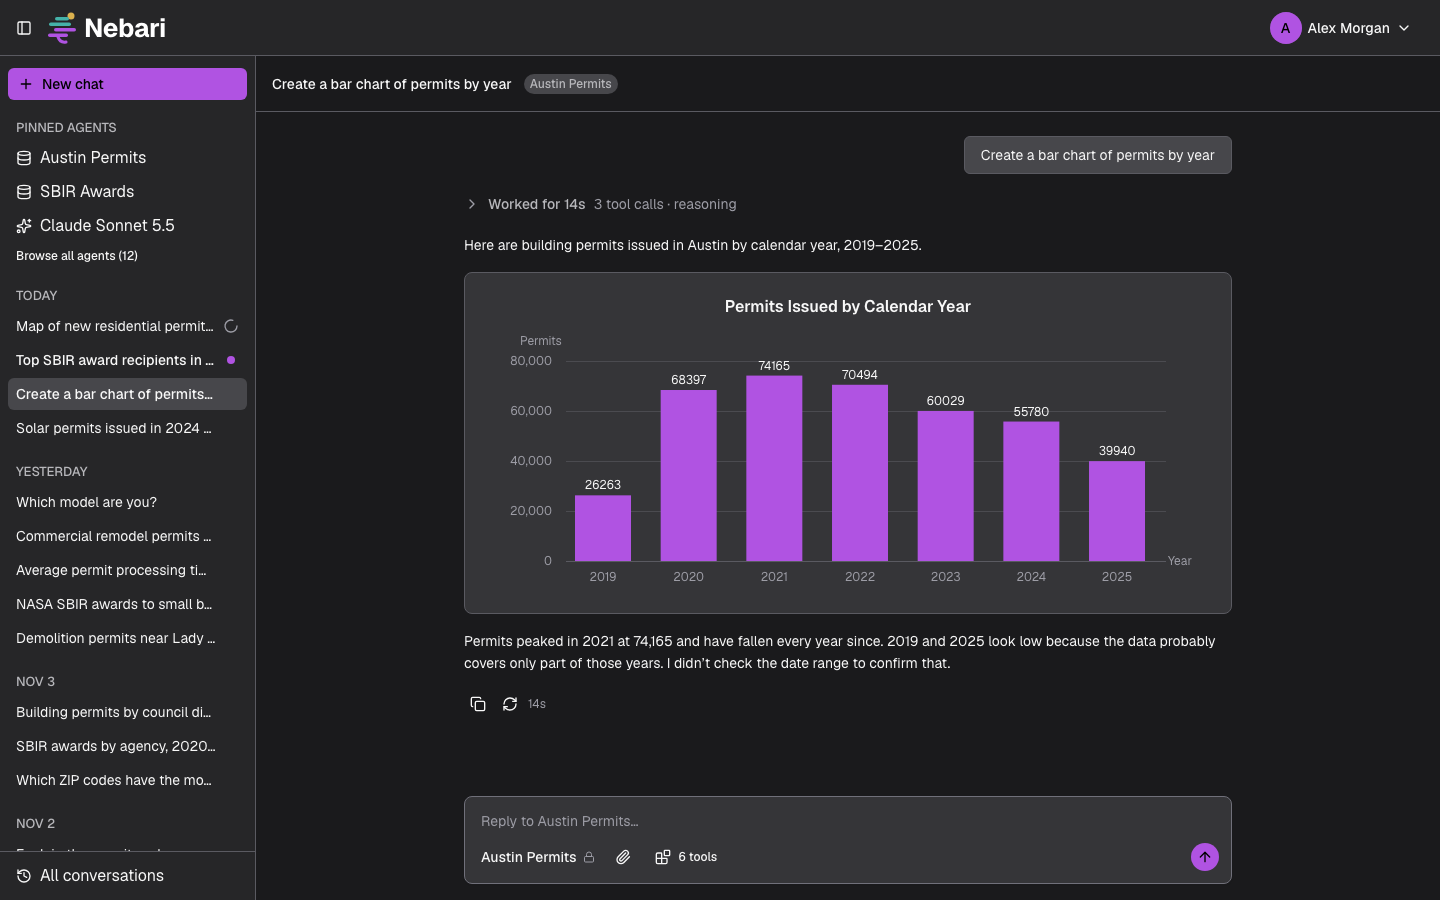 Nebari
A
Alex Morgan
New chat
PINNED AGENTS
Austin Permits
SBIR Awards
Claude Sonnet 5.5
Browse all agents (12)
TODAY
Map of new residential permit...
Top SBIR award recipients in ...
Create a bar chart of permits...
Solar permits issued in 2024 ...
YESTERDAY
Which model are you?
Commercial remodel permits ...
Average permit processing ti...
NASA SBIR awards to small b...
Demolition permits near Lady ...
NOV 3
Building permits by council di...
SBIR awards by agency, 2020...
Which ZIP codes have the mo...
NOV 2
All conversations
Create a bar chart of permits by year Austin Permits
Create a bar chart of permits by year
Worked for 14s 3 tool calls · reasoning
Here are building permits issued in Austin by calendar year, 2019–2025.
Permits Issued by Calendar Year
Permits
80,000
60,000
40,000
20,000
0
26263
68397
74165
70494
60029
55780
39940
2019 2020 2021 2022 2023 2024 2025
Year
Permits peaked in 2021 at 74,165 and have fallen every year since. 2019 and 2025 look low because the data probably
covers only part of those years. I didn’t check the date range to confirm that.
14s
Reply to Austin Permits...
Austin Permits 6 tools